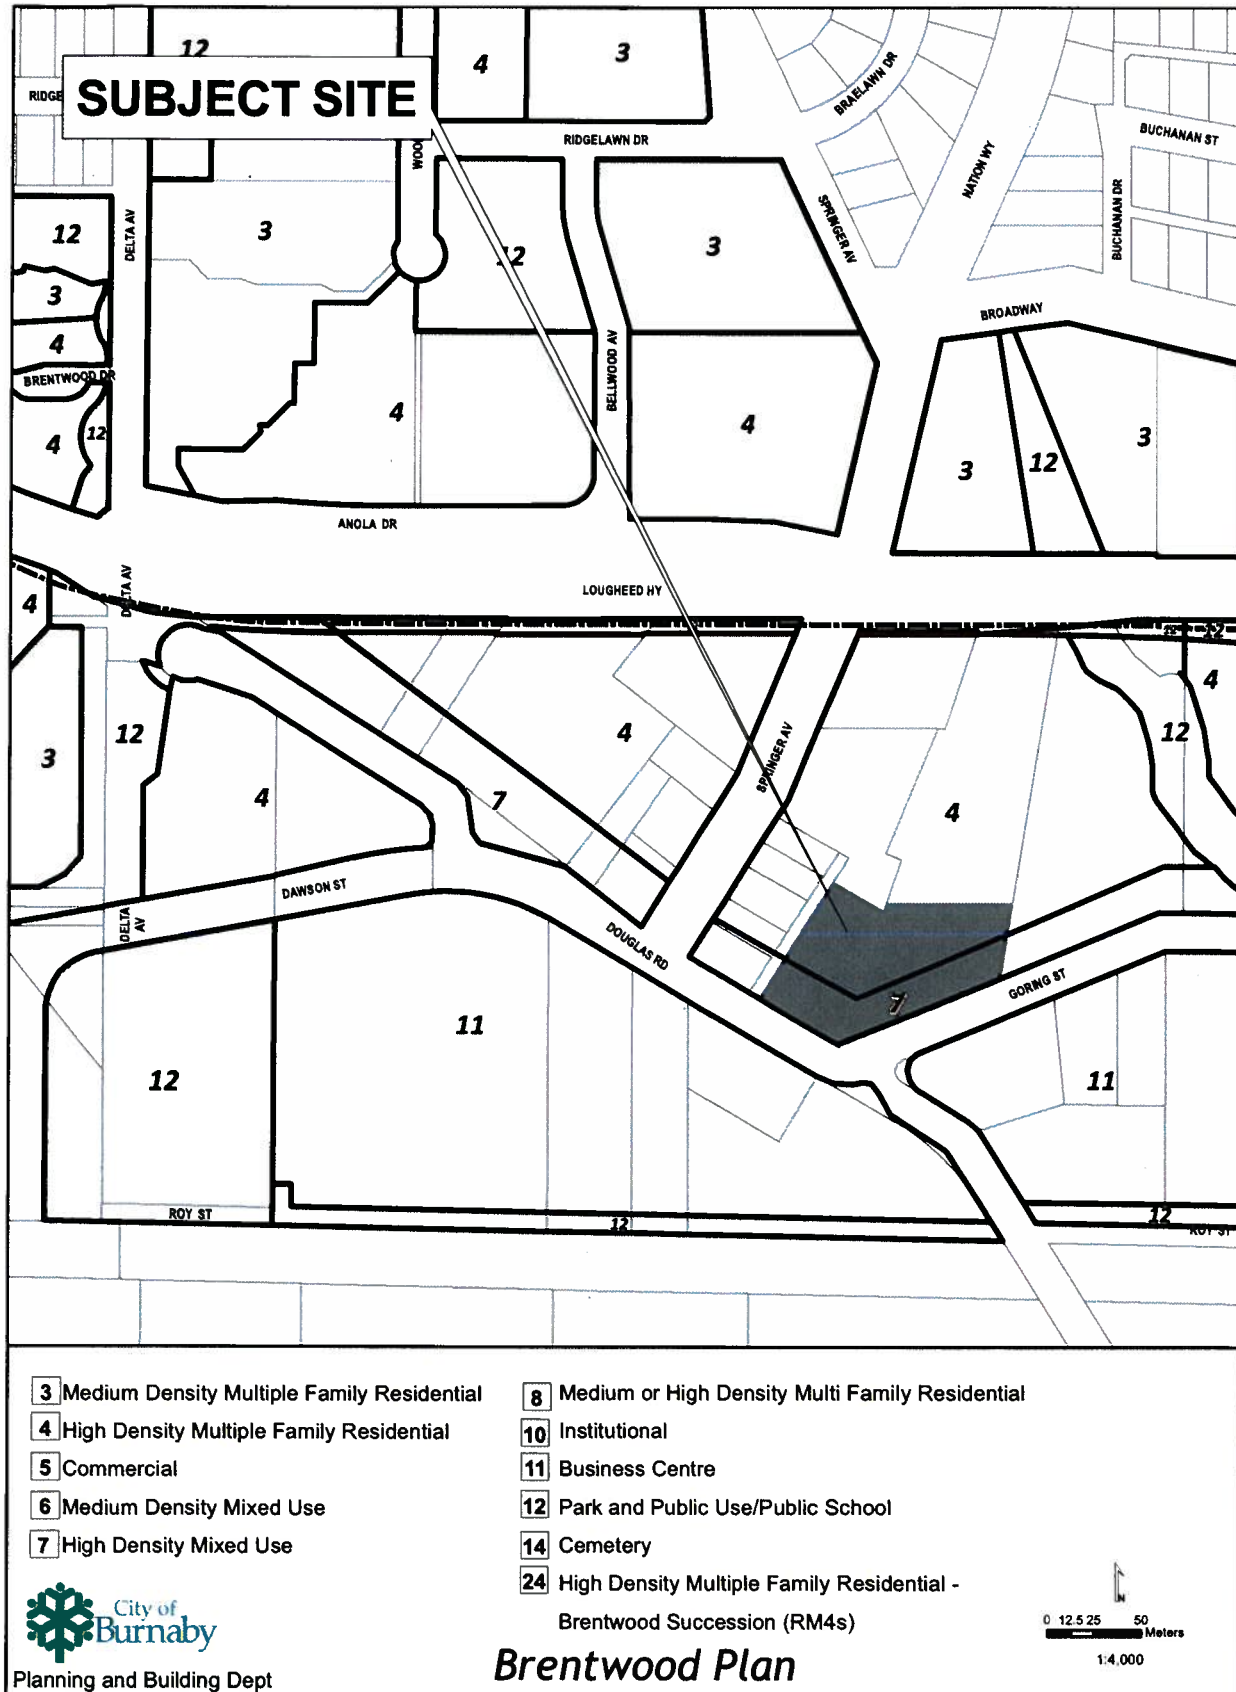 12
4
3
RIDGE
SUBJECT SITE
WOO
RIDGELAWN DR
BRAELAWN DR
NATION WY
BUCHANAN ST
BUCHANAN DR
SPRINGER AV
DELTA AV
12
3
12
3
3
4
BROADWAY
BRENTWOOD DR
BELLWOOD AV
4
12
4
4
3
12
3
ANOLA DR
LOUGHEED HY
DELTA AV
4
12
12
4
12
3
4
7
4
SPRINGER AV
4
12
DAWSON ST
DELTA AV
DOUGLAS RD
GORING ST
7
11
12
11
ROY ST
12
12
ROY ST
3 Medium Density Multiple Family Residential
4 High Density Multiple Family Residential
5 Commercial
6 Medium Density Mixed Use
7 High Density Mixed Use
8 Medium or High Density Multi Family Residential
10 Institutional
11 Business Centre
12 Park and Public Use/Public School
14 Cemetery
24 High Density Multiple Family Residential -
Brentwood Succession (RM4s)
City of
Burnaby
Planning and Building Dept
Brentwood Plan
N
0 12.5 25 50
Meters
1:4,000